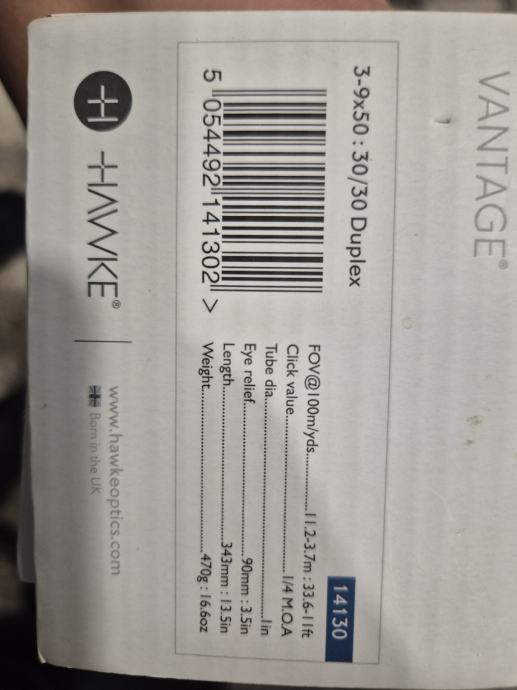 VANTAGE®
3-9x50 : 30/30 Duplex
5 054492 141302 >
14130
FOV@100m/yds..............11.2-3.7m : 33.6-11ft
Click value..........................................1/4 M.O.A
Tube dia..........................................................1in
Eye relief..........................................90mm : 3.5in
Length..........................................343mm : 13.5in
Weight..........................................470g : 16.6oz
HAWKE®
www.hawkeoptics.com
Born in the UK